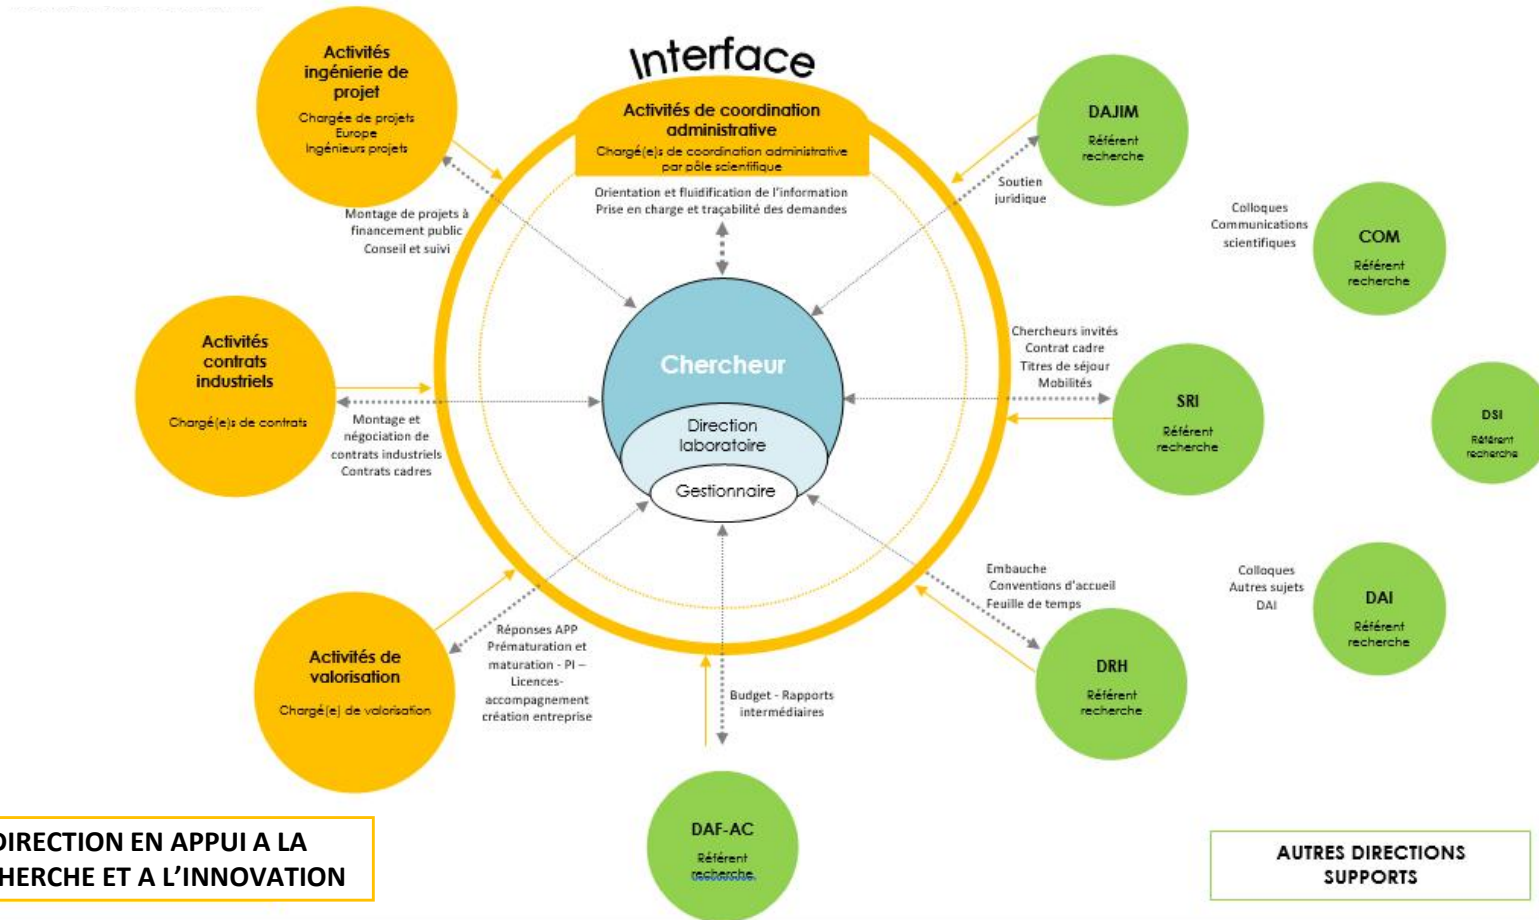 Interface
Activités
ingénierie de
projet
Chargée de projets
Europe
Ingénieurs projets
Activités de coordination
administrative
Chargé(e)s de coordination administrative
par pôle scientifique
Orientation et fluidification de l'information
Prise en charge et traçabilité des demandes
DAJIM
Référent
recherche
Soutien
juridique
Montage de projets à
financement public
Conseil et suivi
Colloques
Communications
scientifiques
COM
Référent
recherche
Activités
contrats
industriels
Chargé(e)s de contrats
Montage et
négociation de
contrats industriels
Contrats cadres
Chercheur
Direction
laboratoire
Gestionnaire
Chercheurs invités
Contrat cadre
Titres de séjour
Mobilités
SRI
Référent
recherche
DSI
Référent
recherche
Activités de
valorisation
Chargé(e) de valorisation
Réponses APP
Prématuration et
maturation - PI –
Licences-
accompagnement
création entreprise
Budget - Rapports
intermédiaires
Embauche
Conventions d'accueil
Feuille de temps
DRH
Référent
recherche
Colloques
Autres sujets
DAI
DAI
Référent
recherche
DAF-AC
Référent
recherche
DIRECTION EN APPUI A LA
HERCHE ET A L'INNOVATION
AUTRES DIRECTIONS
SUPPORTS